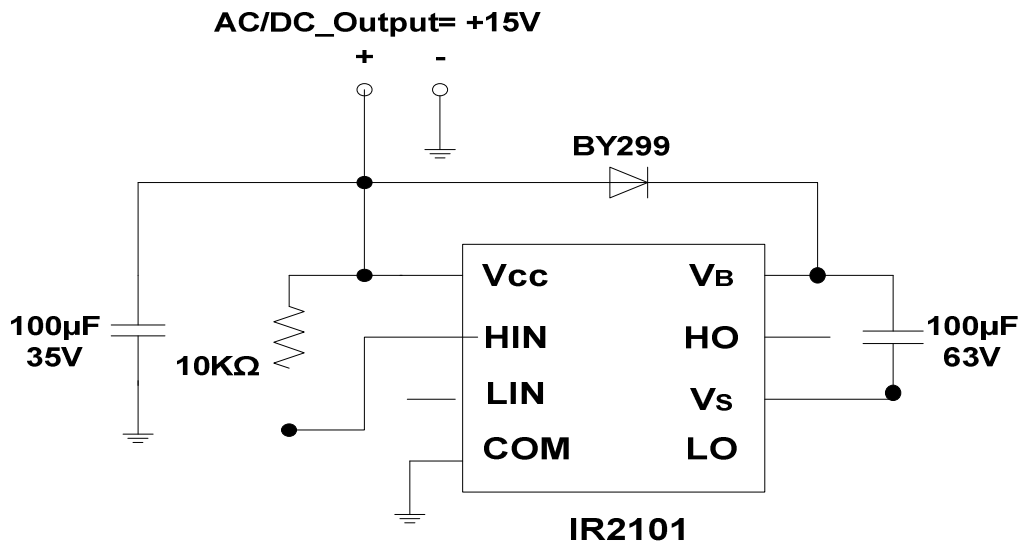 AC/DC_Output= +15V
+ -
BY299
Vcc VB
100µF
35V
10KΩ
HIN HO
LIN VS
COM LO
100µF
63V
IR2101